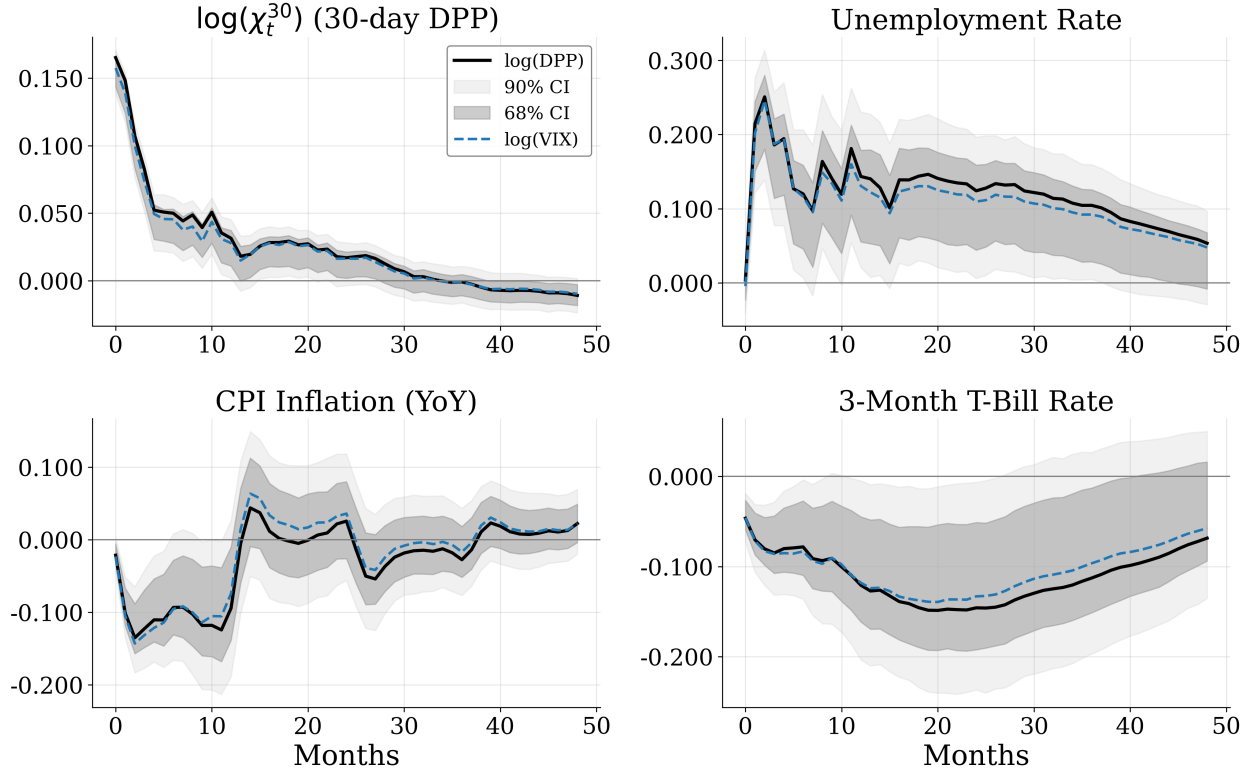 log(χ_t^30) (30-day DPP)
0.150
0.100
0.050
0.000
0 10 20 30 40 50
log(DPP)
90% CI
68% CI
log(VIX)
Unemployment Rate
0.300
0.200
0.100
0.000
0 10 20 30 40 50
CPI Inflation (YoY)
0.100
0.000
-0.100
-0.200
0 10 20 30 40 50
Months
3-Month T-Bill Rate
0.000
-0.100
-0.200
0 10 20 30 40 50
Months